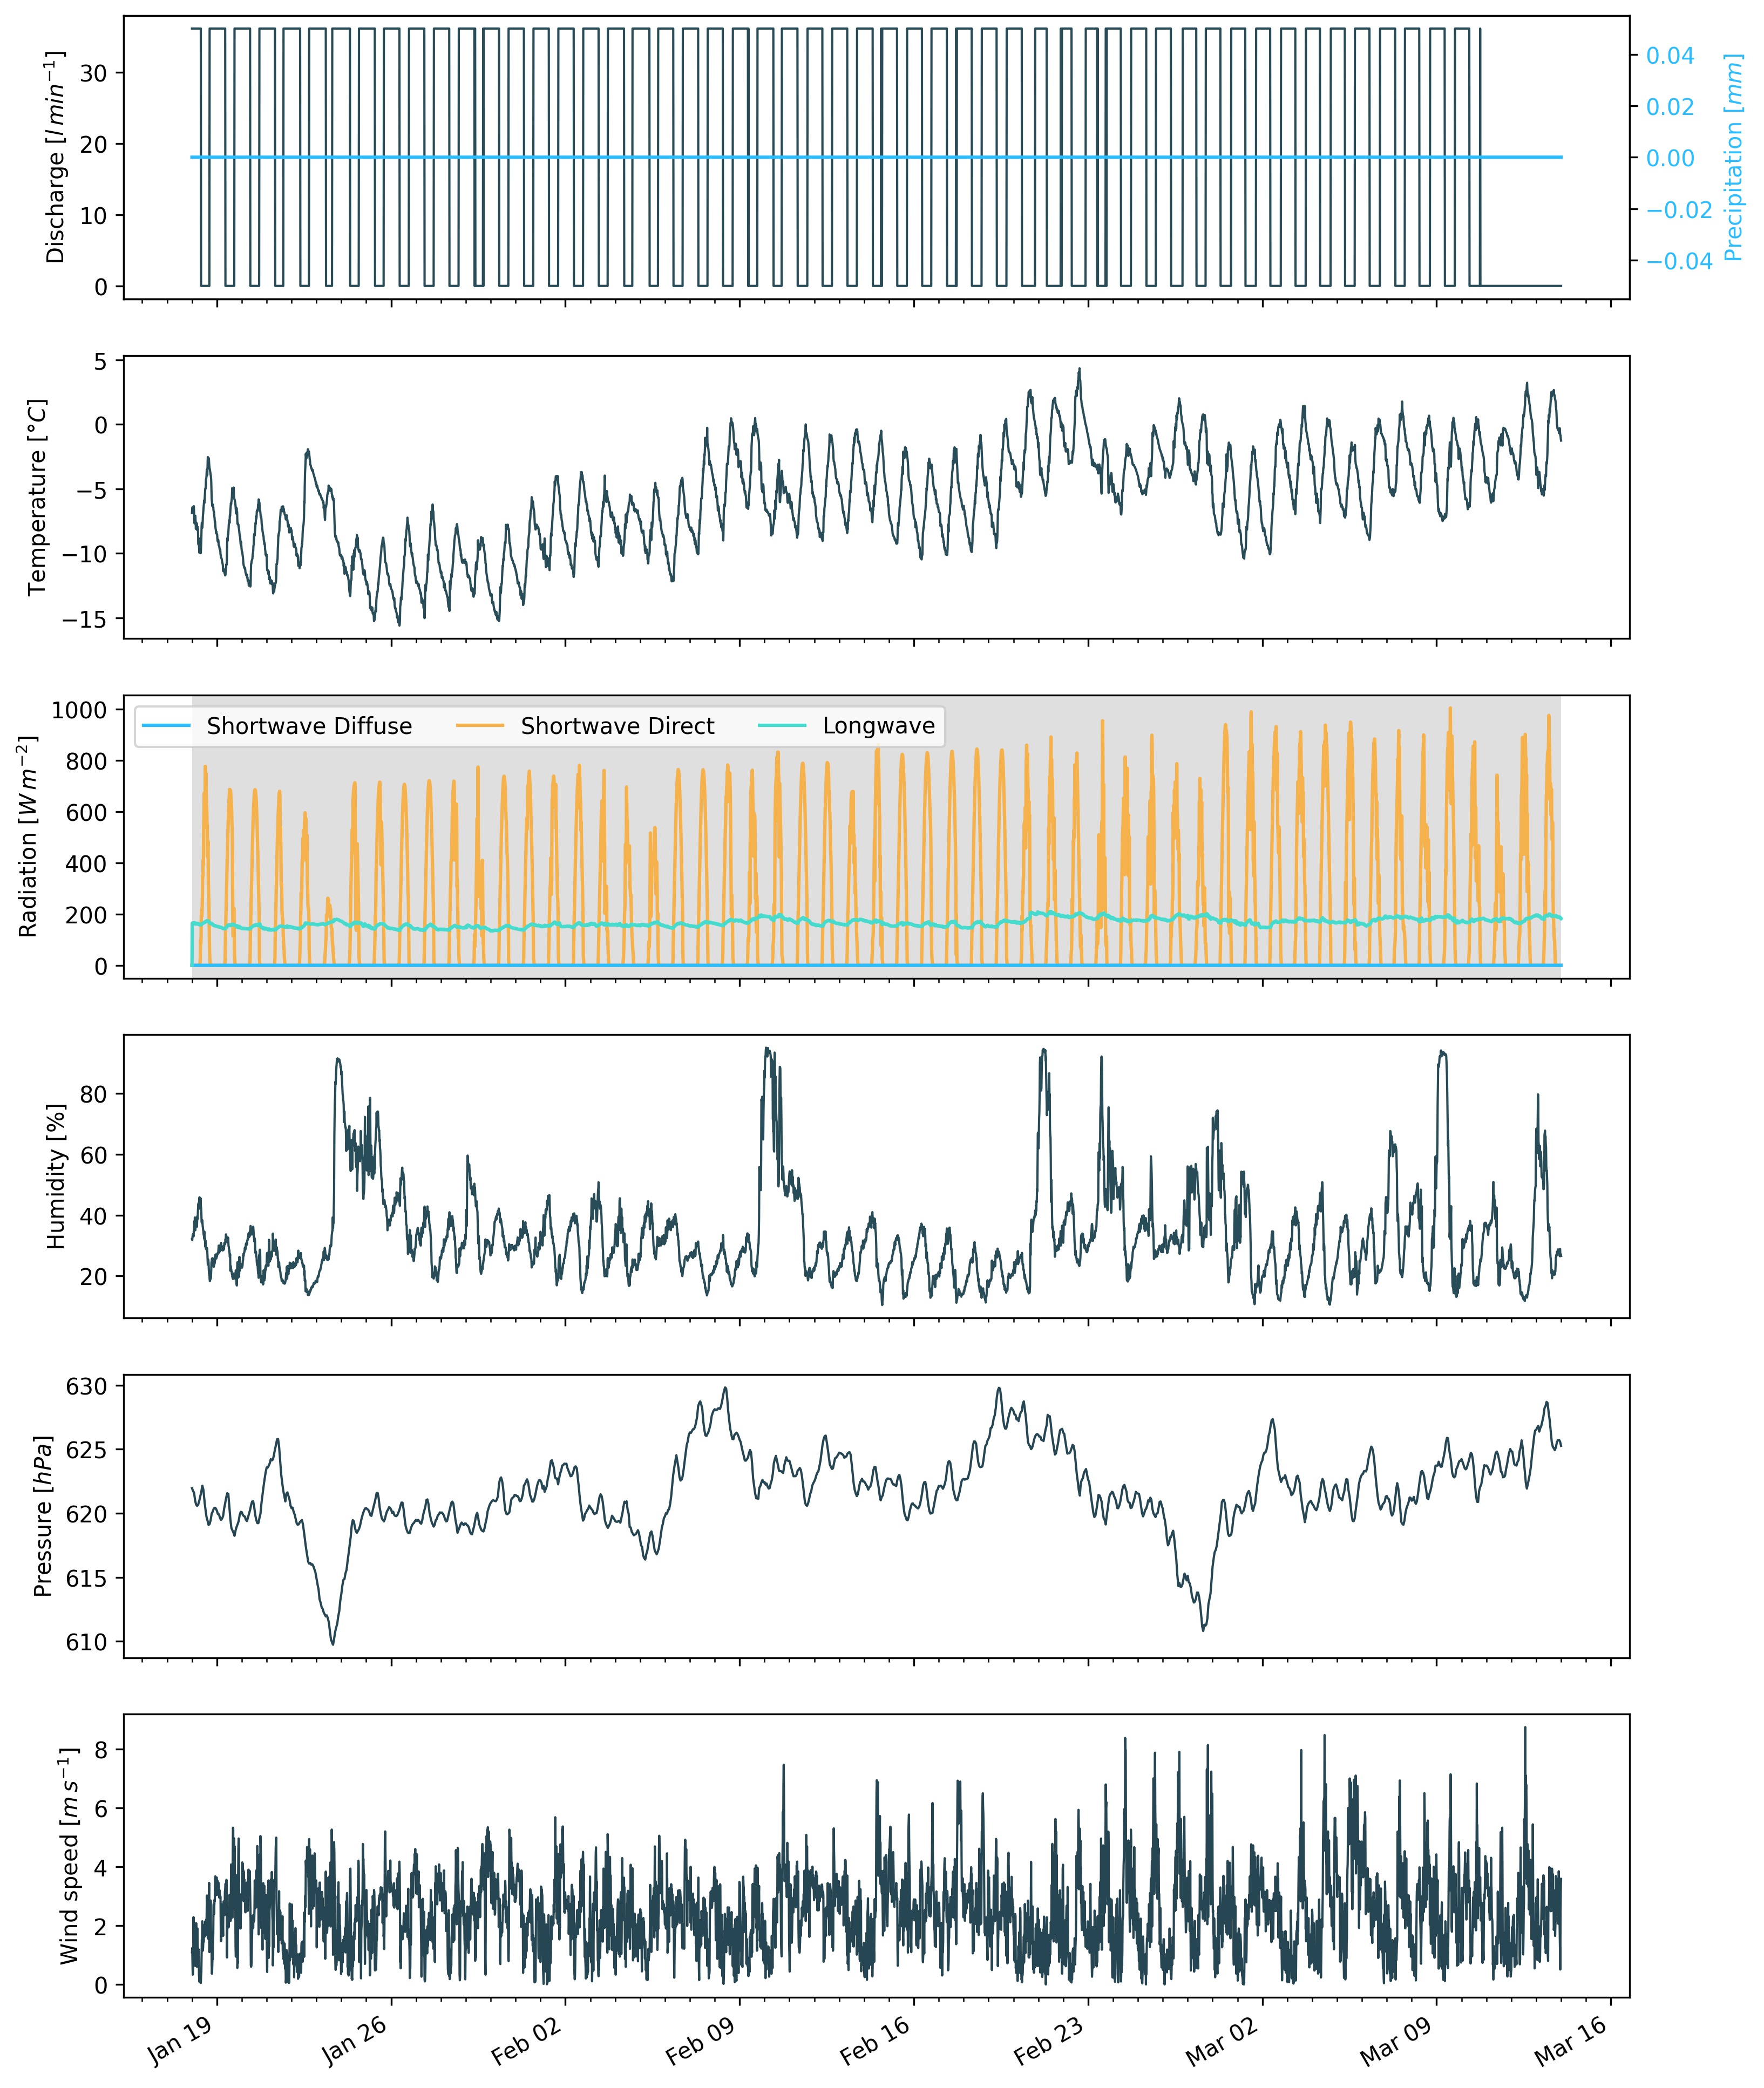 Discharge [l min⁻¹]
30
20
10
0
0.04
0.02
0.00
−0.02
−0.04
Precipitation [mm]
Temperature [°C]
5
0
−5
−10
−15
Radiation [W m⁻²]
1000
800
600
400
200
0
Shortwave Diffuse
Shortwave Direct
Longwave
Humidity [%]
80
60
40
20
Pressure [hPa]
630
625
620
615
610
Wind speed [m s⁻¹]
8
6
4
2
0
Jan 19
Jan 26
Feb 02
Feb 09
Feb 16
Feb 23
Mar 02
Mar 09
Mar 16